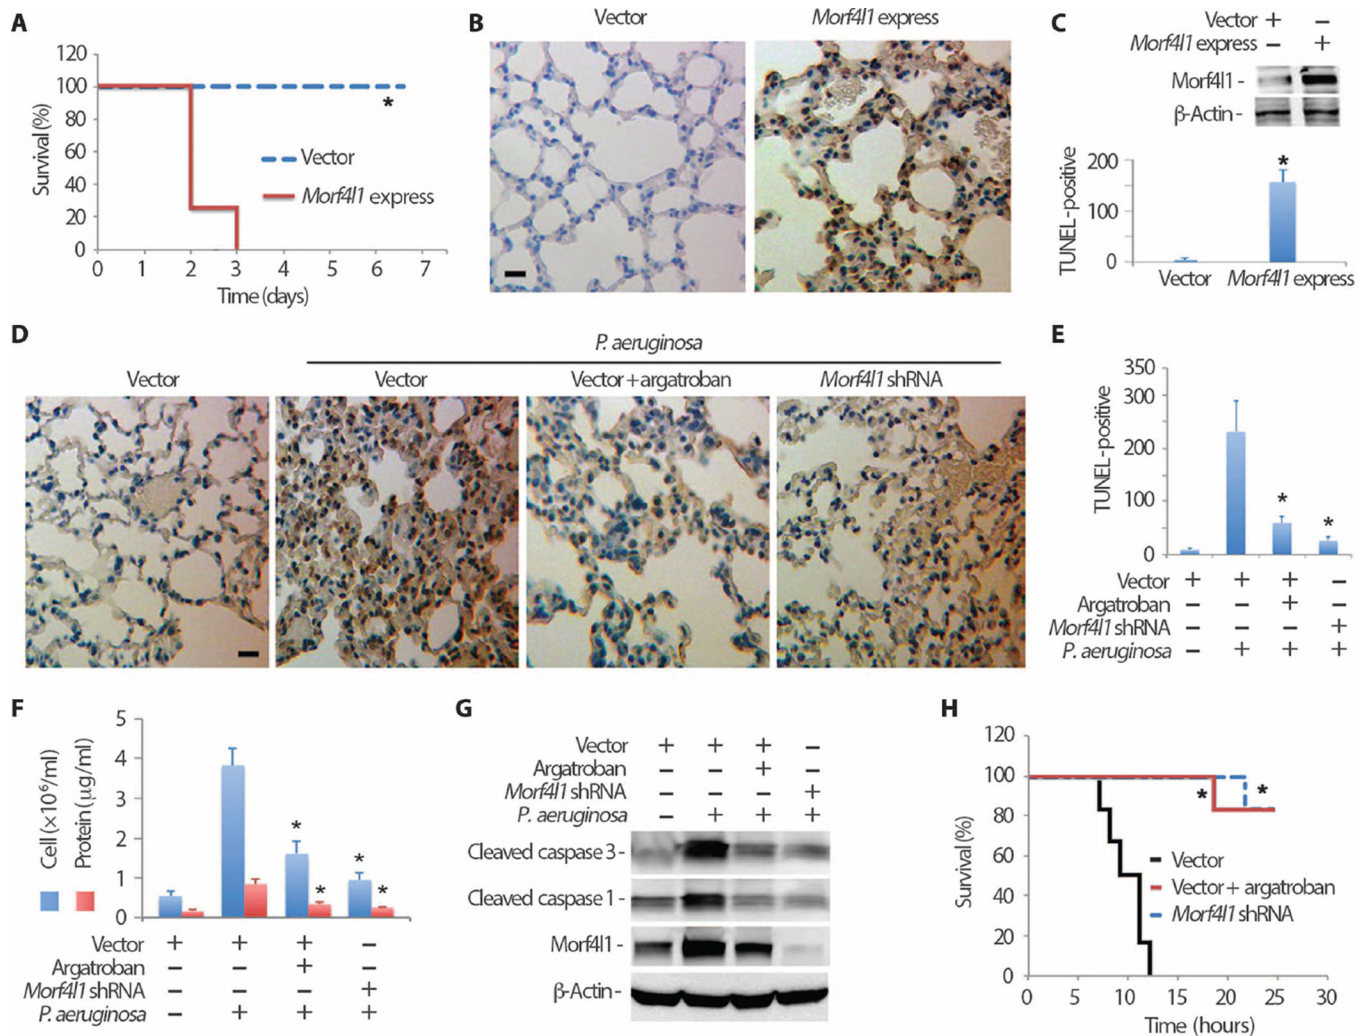 A
120
100
80
60
40
20
0
Survival (%)
Vector
Morf4l1 express
*
0 1 2 3 4 5 6 7
Time (days)
B
Vector Morf4l1 express
C
Vector + –
Morf4l1 express – +
Morf4l1 -
β-Actin -
200
150
100
0
TUNEL-positive
*
Vector Morf4l1 express
D
P. aeruginosa
Vector Vector Vector + argatroban Morf4l1 shRNA
E
350
300
200
100
0
TUNEL-positive
* *
Vector + + + –
Argatroban – – + –
Morf4l1 shRNA – – – +
P. aeruginosa – + + +
F
Cell (×10⁶/ml)
Protein (μg/ml)
5
4
3
2
1
0
* * * *
Vector + + + –
Argatroban – – + –
Morf4l1 shRNA – – – +
P. aeruginosa – + + +
G
Vector + + + –
Argatroban – – + –
Morf4l1 shRNA – – – +
P. aeruginosa – + + +
Cleaved caspase 3 -
Cleaved caspase 1 -
Morf4l1 -
β-Actin -
H
120
100
80
60
40
20
0
Survival (%)
* *
Vector
Vector + argatroban
Morf4l1 shRNA
0 5 10 15 20 25 30
Time (hours)